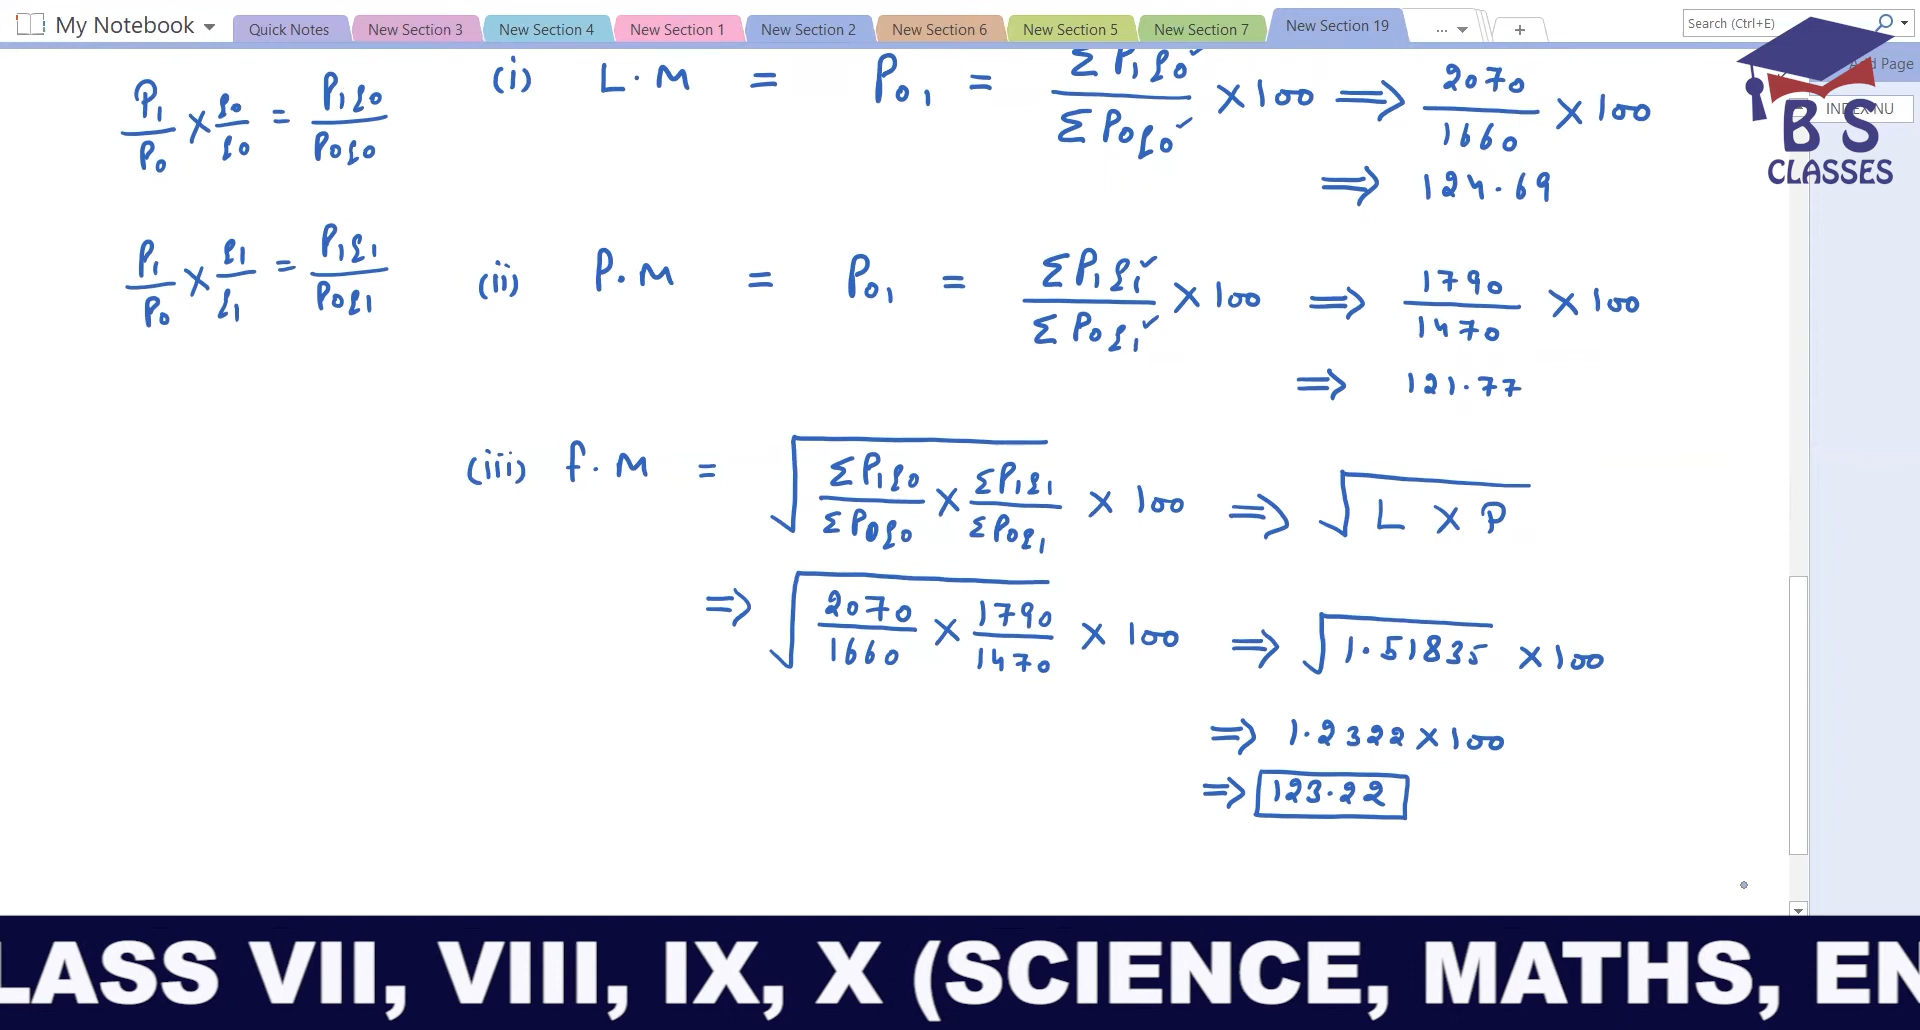 My Notebook
Quick Notes
New Section 3
New Section 4
New Section 1
New Section 2
New Section 6
New Section 5
New Section 7
New Section 19
...
+
Search (Ctrl+E)
Page
INDEX NU
BS
CLASSES
P₁/P₀ × q₀/q₀ = P₁q₀/P₀q₀
(i) L.M = P₀₁ = ΣP₁q₀/ΣP₀q₀ × 100 ⇒ 2070/1660 × 100
⇒ 124.69
P₁/P₀ × q₁/q₁ = P₁q₁/P₀q₁
(ii) P.M = P₀₁ = ΣP₁q₁/ΣP₀q₁ × 100 ⇒ 1790/1470 × 100
⇒ 121.77
(iii) f.M = √(ΣP₁q₀/ΣP₀q₀ × ΣP₁q₁/ΣP₀q₁) × 100 ⇒ √(L × P)
⇒ √(2070/1660 × 1790/1470) × 100 ⇒ √1.51835 × 100
⇒ 1.2322 × 100
⇒ 123.22
LASS VII, VIII, IX, X (SCIENCE, MATHS, EN